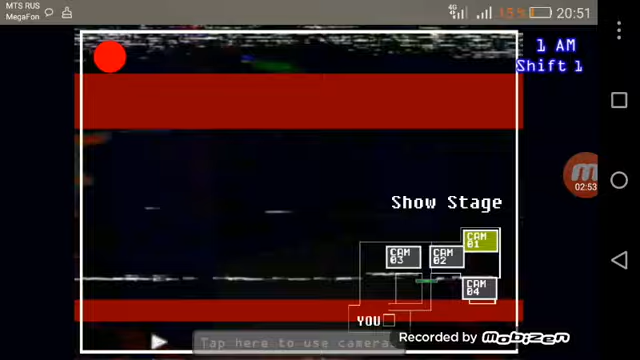 MTS RUS
MegaFon
4G
15%
20:51
1 AM
Shift 1
02:53
Show Stage
CAM
01
CAM
03
CAM
02
CAM
04
YOU
Tap here to use camera
Recorded by Mobizen